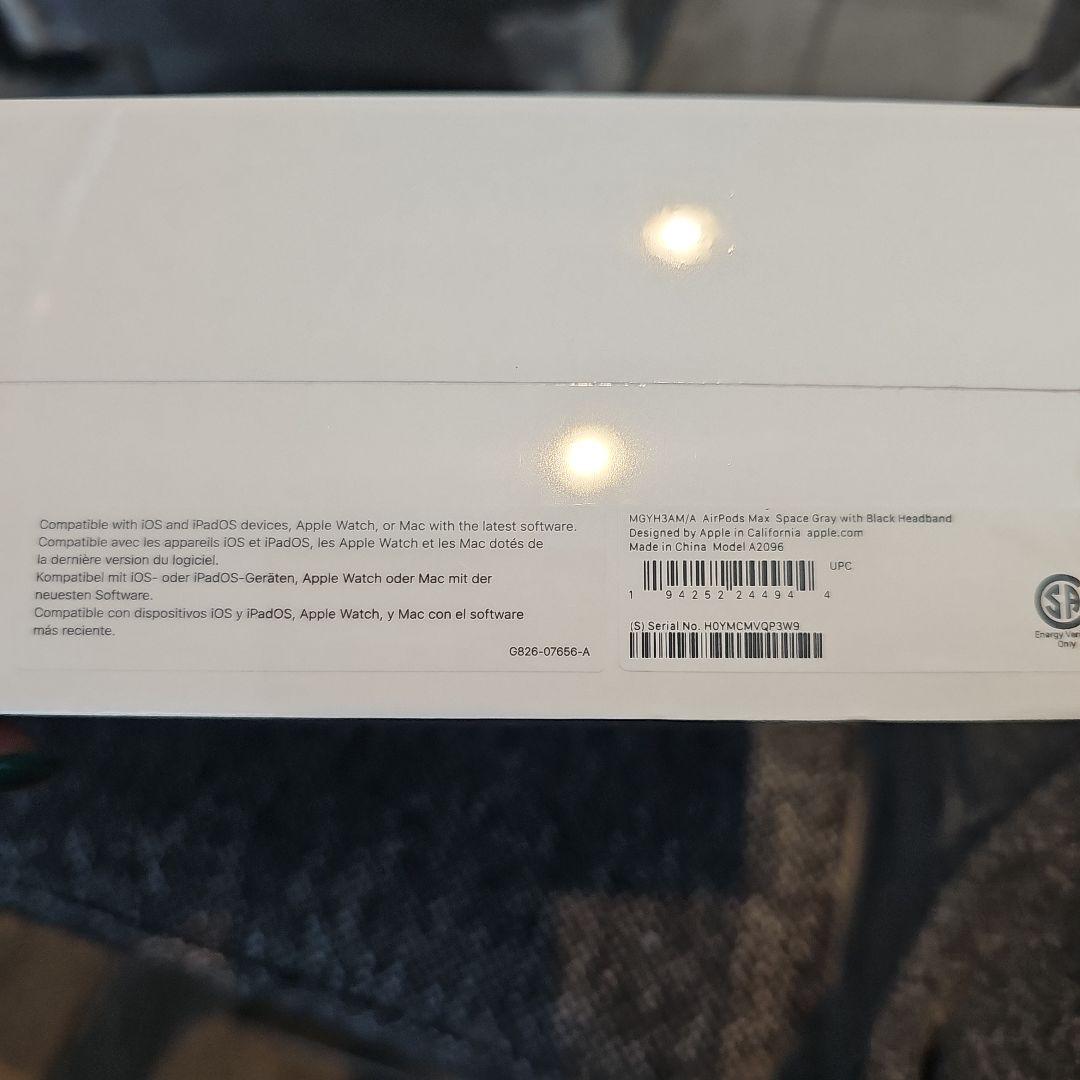 Compatible with iOS and iPadOS devices, Apple Watch, or Mac with the latest software.
Compatible avec les appareils iOS et iPadOS, les Apple Watch et les Mac dotés de
la dernière version du logiciel.
Kompatibel mit iOS- oder iPadOS-Geräten, Apple Watch oder Mac mit der
neuesten Software.
Compatible con dispositivos iOS y iPadOS, Apple Watch, y Mac con el software
más reciente.
G826-07656-A
MGYH3AM/A AirPods Max Space Gray with Black Headband
Designed by Apple in California apple.com
Made in China Model A2096
UPC
1 94252 24494 4
(S) Serial No. H0YMCMVQP3W9
SA
Energy
Only